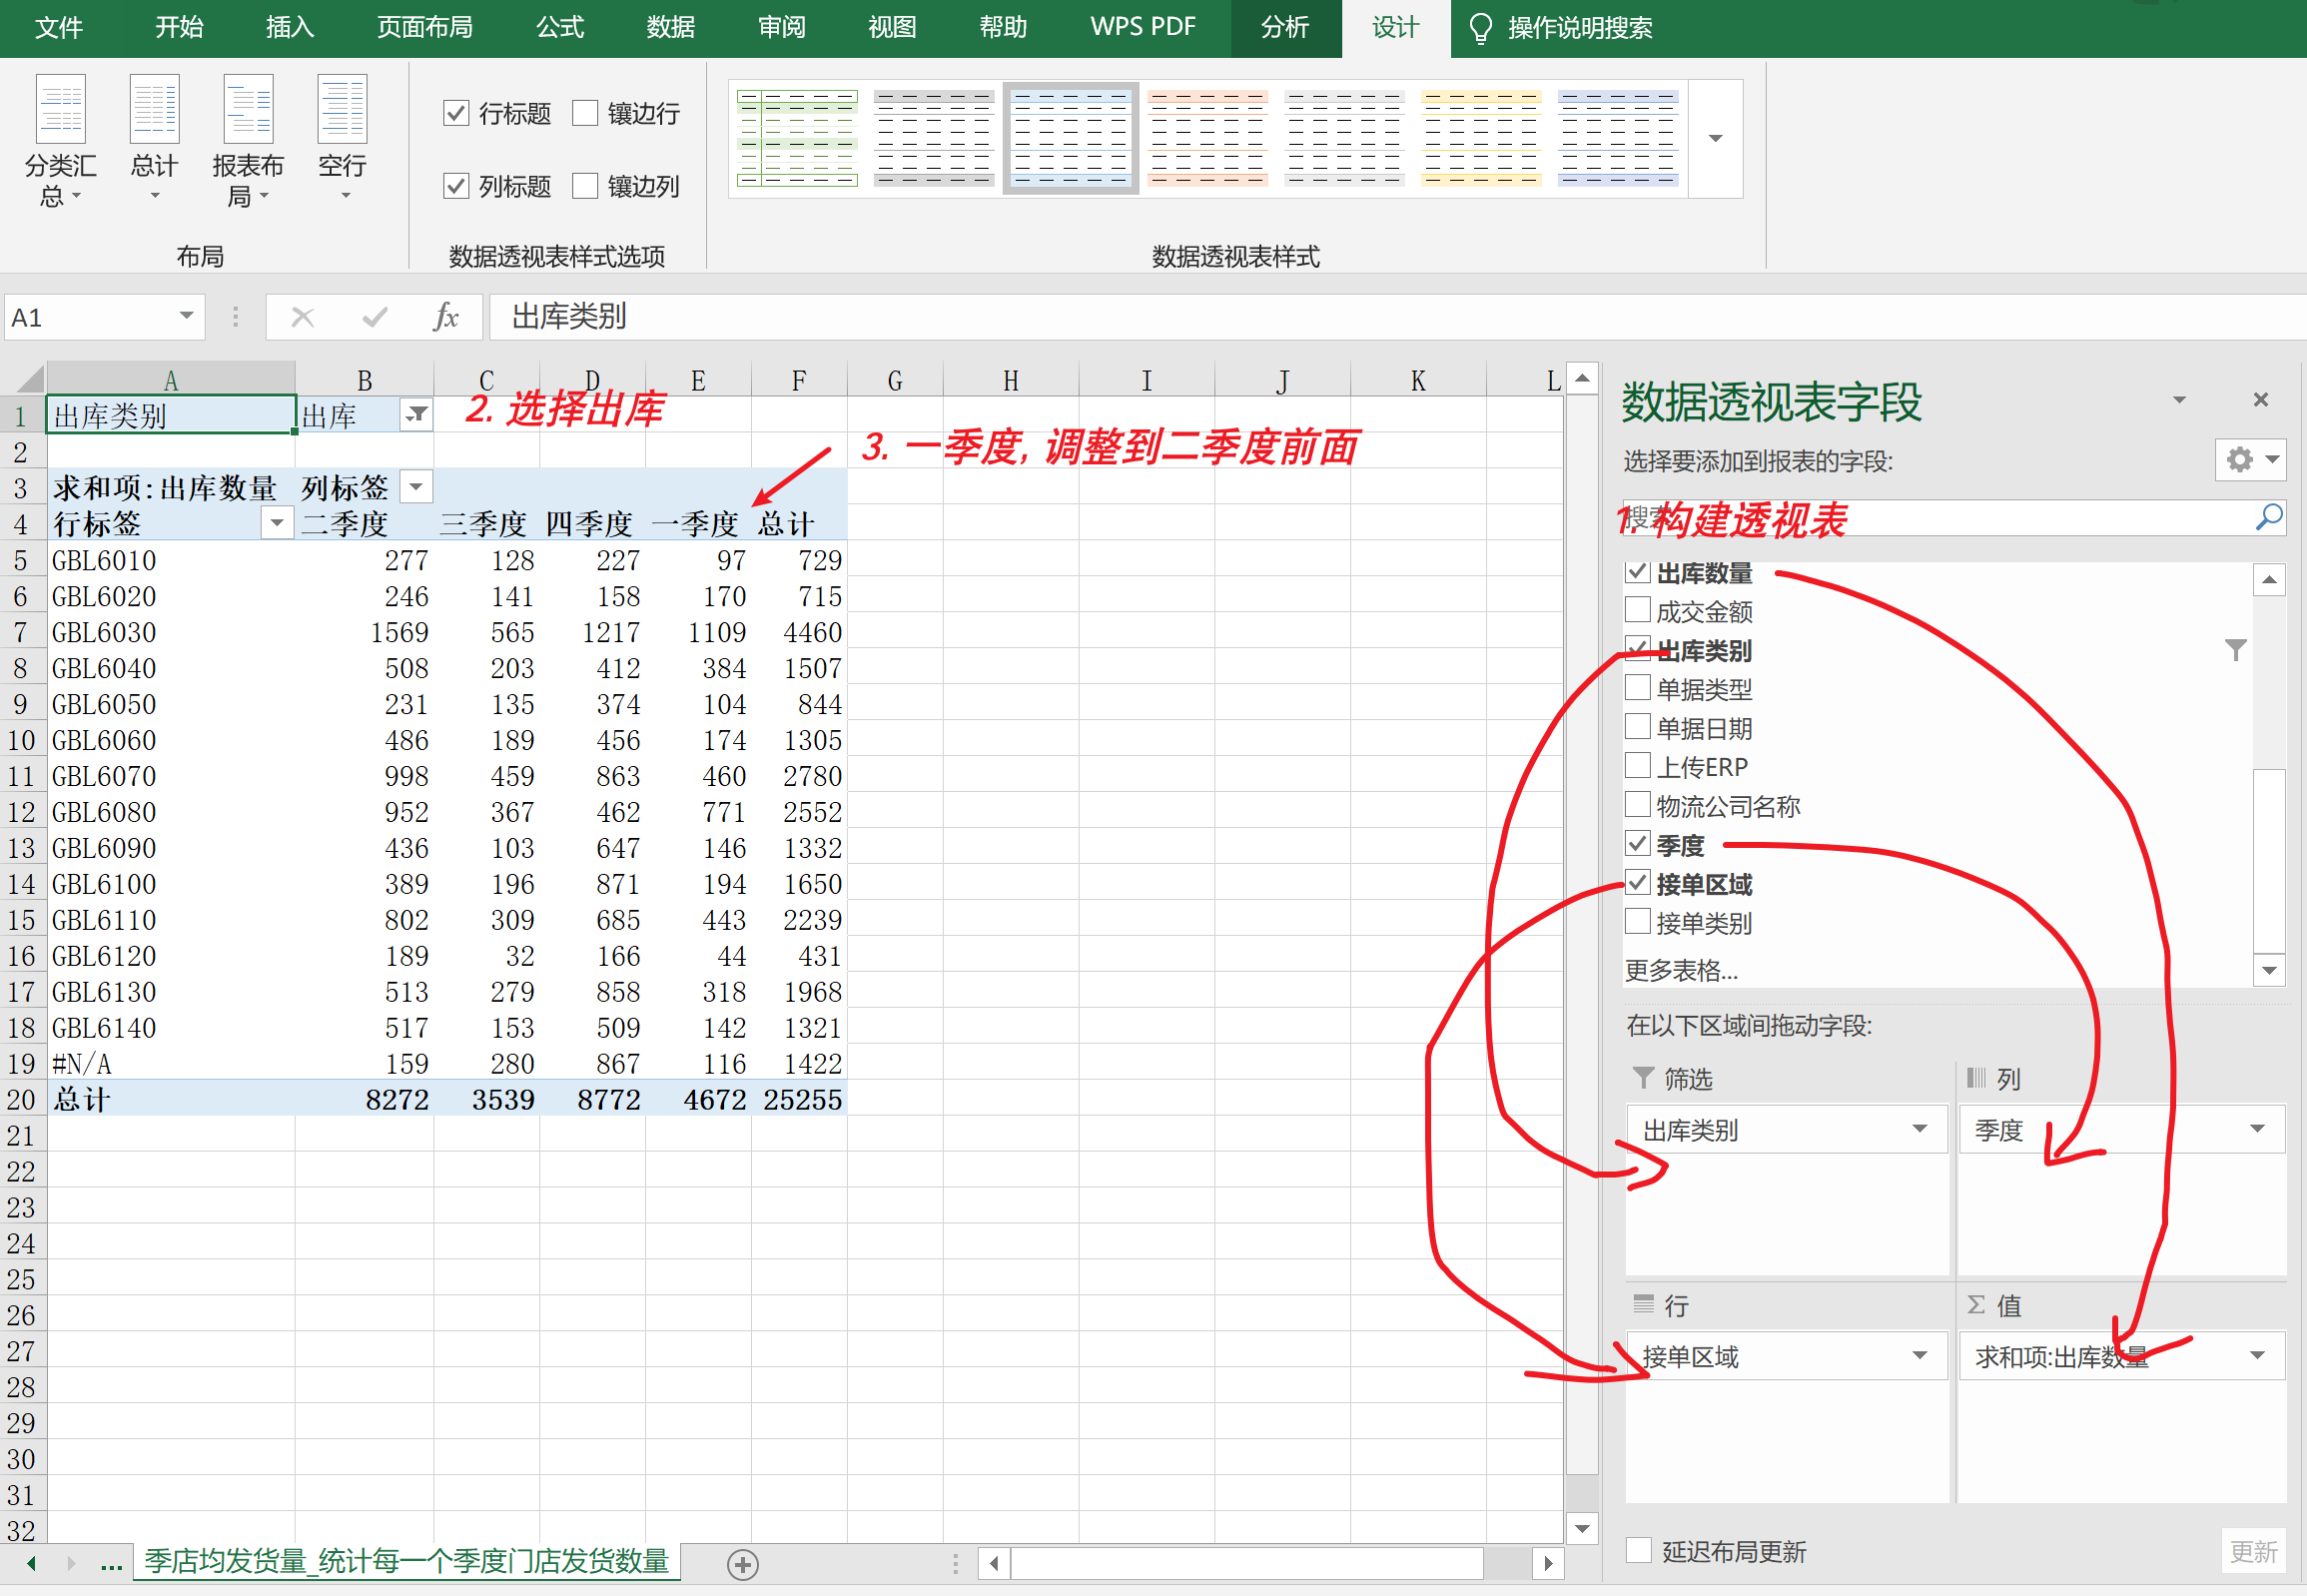 文件 开始 插入 页面布局 公式 数据 审阅 视图 帮助 WPS PDF 分析 设计 操作说明搜索
分类汇总 总计 报表布局 空行
行标题 镶边行
列标题 镶边列
布局 数据透视表样式选项 数据透视表样式
A1 fx 出库类别
A B C D E F G H I J K L
1 出库类别 出库 2. 选择出库
2 3. 一季度, 调整到二季度前面
3 求和项:出库数量 列标签
4 行标签 二季度 三季度 四季度 一季度 总计
5 GBL6010 277 128 227 97 729
6 GBL6020 246 141 158 170 715
7 GBL6030 1569 565 1217 1109 4460
8 GBL6040 508 203 412 384 1507
9 GBL6050 231 135 374 104 844
10 GBL6060 486 189 456 174 1305
11 GBL6070 998 459 863 460 2780
12 GBL6080 952 367 462 771 2552
13 GBL6090 436 103 647 146 1332
14 GBL6100 389 196 871 194 1650
15 GBL6110 802 309 685 443 2239
16 GBL6120 189 32 166 44 431
17 GBL6130 513 279 858 318 1968
18 GBL6140 517 153 509 142 1321
19 #N/A 159 280 867 116 1422
20 总计 8272 3539 8772 4672 25255
21
22
23
24
25
26
27
28
29
30
31
32
季店均发货量_统计每一个季度门店发货数量
数据透视表字段
选择要添加到报表的字段:
搜索
1. 构建透视表
出库数量
成交金额
出库类别
单据类型
单据日期
上传ERP
物流公司名称
季度
接单区域
接单类别
更多表格...
在以下区域间拖动字段:
筛选 列
出库类别 季度
行 Σ 值
接单区域 求和项:出库数量
延迟布局更新 更新